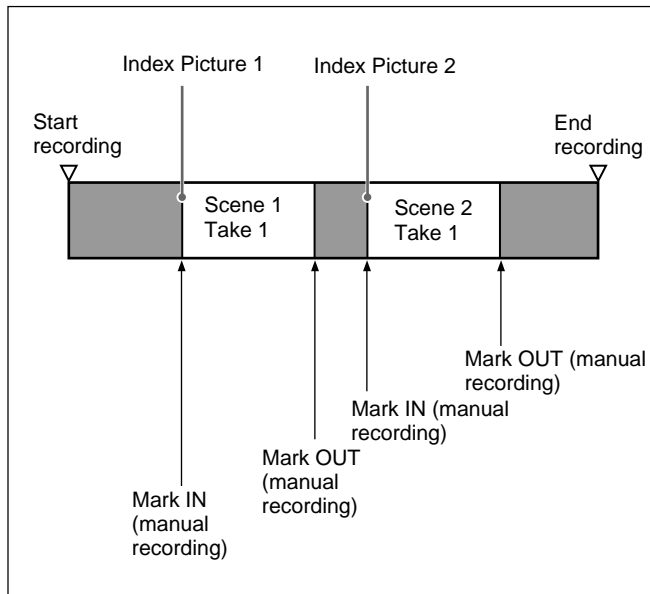 Index Picture 1
Index Picture 2
Start
recording
End
recording
Scene 1
Take 1
Scene 2
Take 1
Mark OUT (manual
recording)
Mark IN (manual
recording)
Mark OUT
(manual
recording)
Mark IN
(manual
recording)